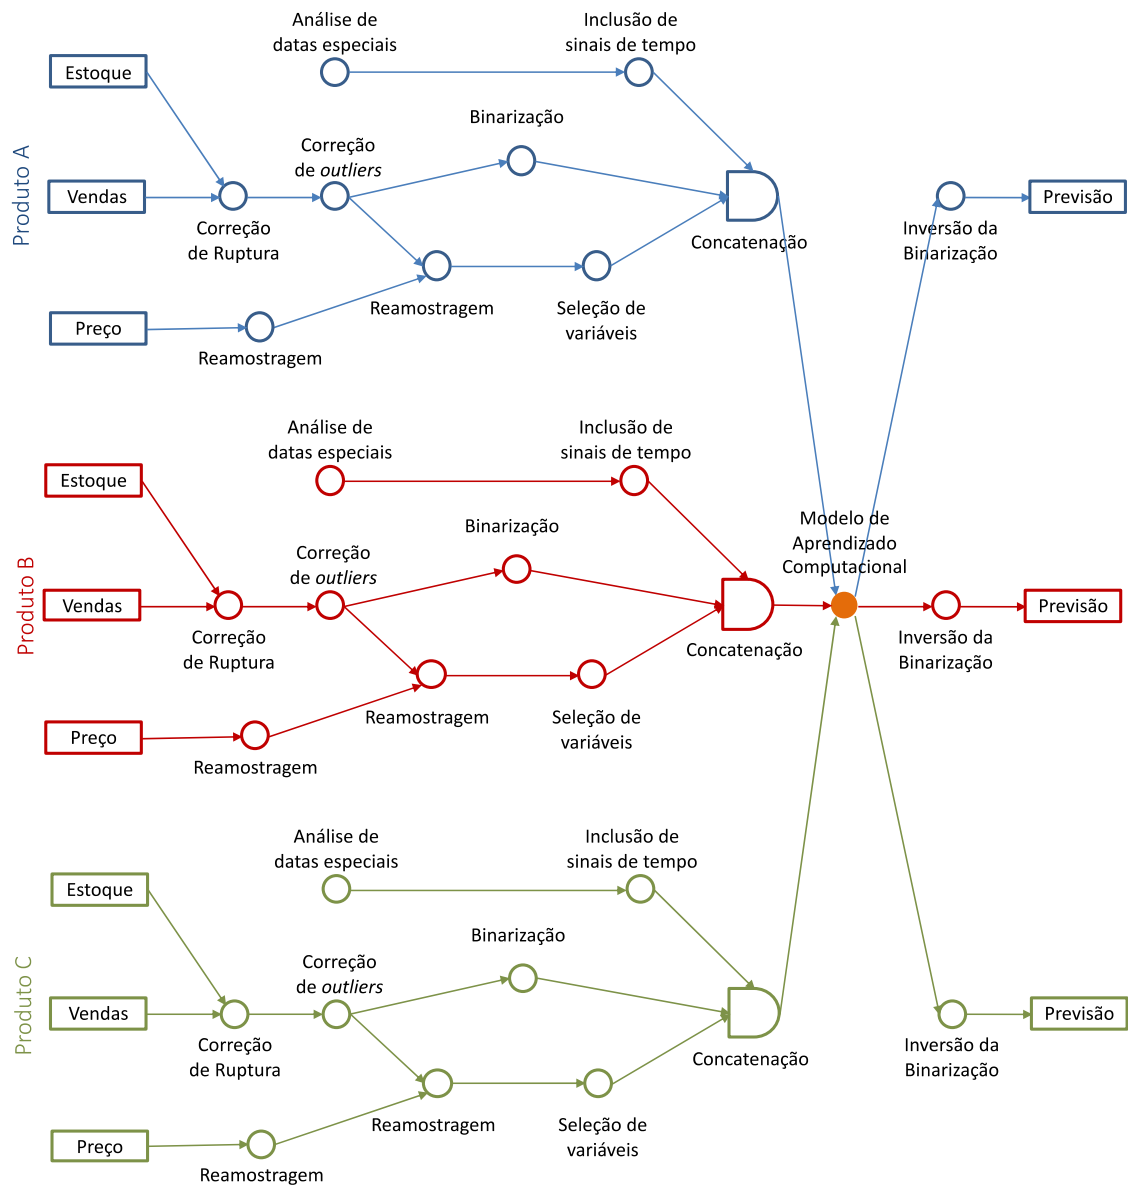 Produto A
Análise de
datas especiais
Inclusão de
sinais de tempo
Estoque
Binarização
Correção
de outliers
Vendas
Correção
de Ruptura
Concatenação
Inversão da
Binarização
Previsão
Reamostragem
Seleção de
variáveis
Preço
Reamostragem
Produto B
Análise de
datas especiais
Inclusão de
sinais de tempo
Estoque
Binarização
Correção
de outliers
Vendas
Correção
de Ruptura
Concatenação
Modelo de
Aprendizado
Computacional
Inversão da
Binarização
Previsão
Reamostragem
Seleção de
variáveis
Preço
Reamostragem
Produto C
Análise de
datas especiais
Inclusão de
sinais de tempo
Estoque
Binarização
Correção
de outliers
Vendas
Correção
de Ruptura
Concatenação
Inversão da
Binarização
Previsão
Reamostragem
Seleção de
variáveis
Preço
Reamostragem